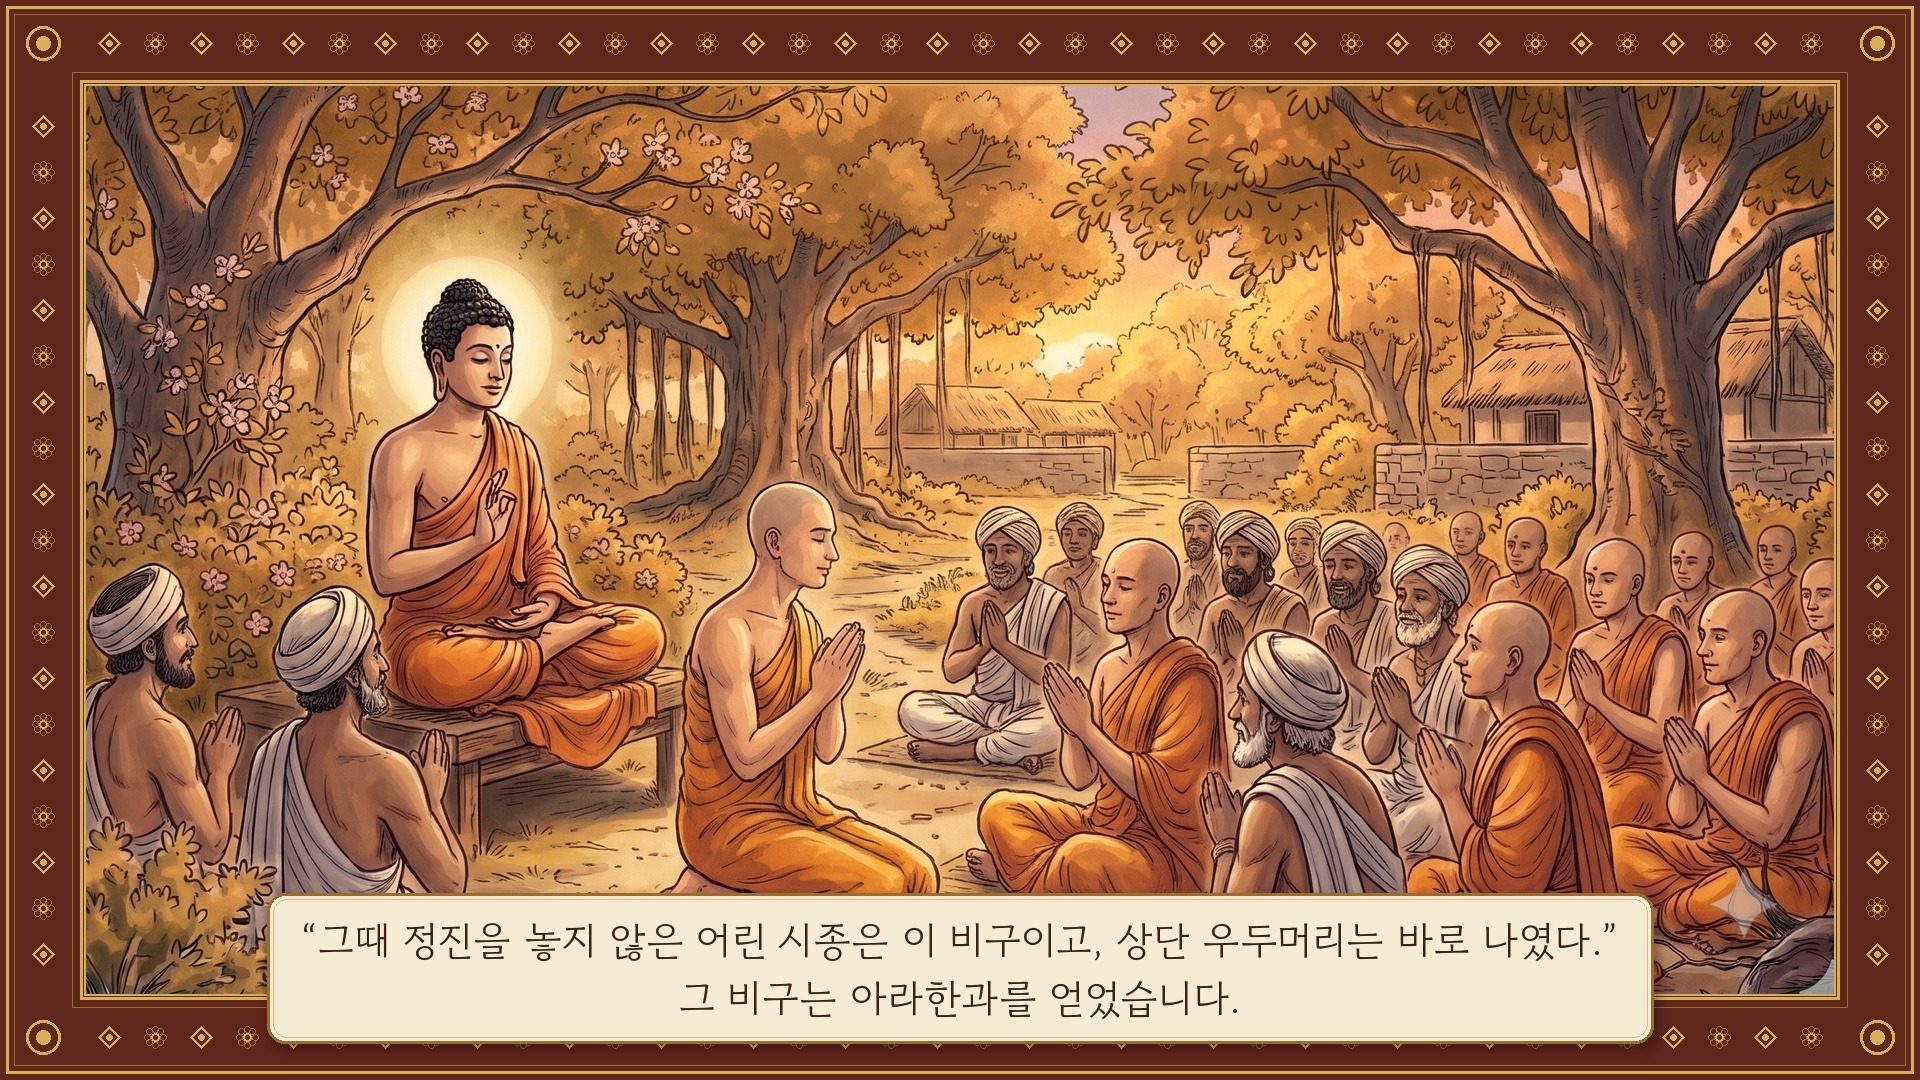 “그때 정진을 놓지 않은 어린 시종은 이 비구이고, 상단 우두머리는 바로 나였다.”
그 비구는 아라한과를 얻었습니다.